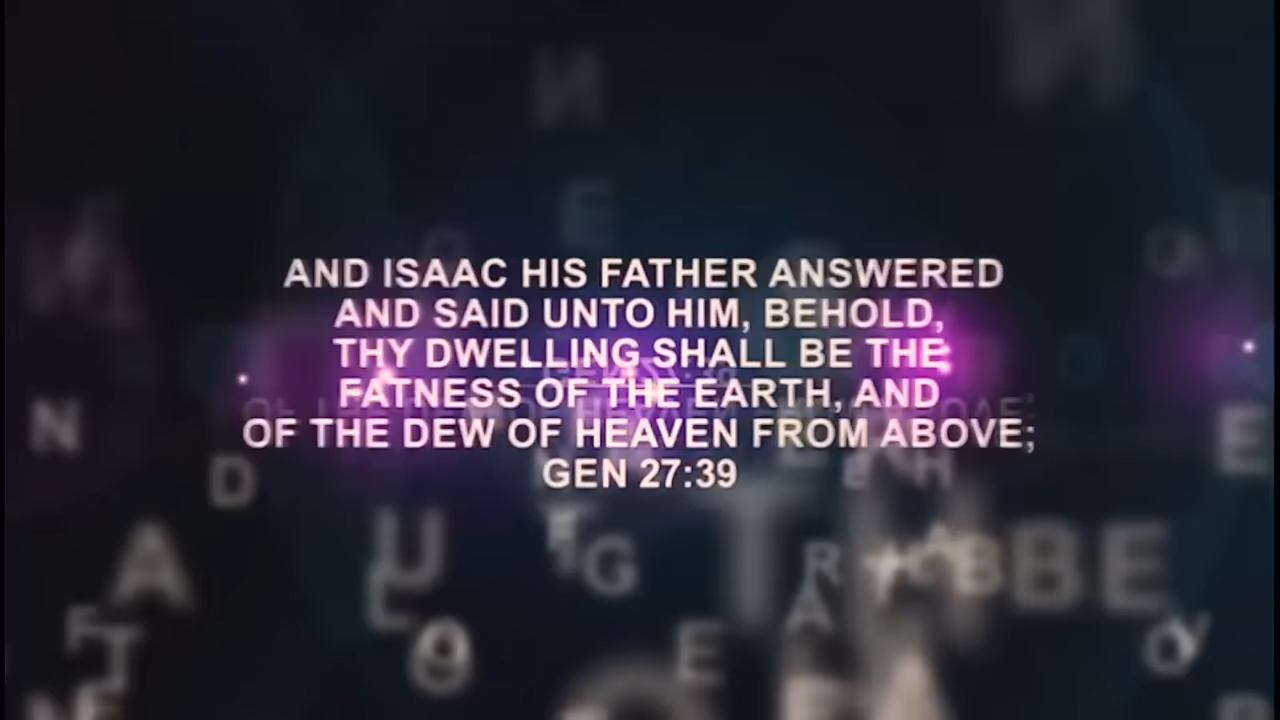 AND ISAAC HIS FATHER ANSWERED
AND SAID UNTO HIM, BEHOLD,
THY DWELLING SHALL BE THE
FATNESS OF THE EARTH, AND
OF THE DEW OF HEAVEN FROM ABOVE;
GEN 27:39